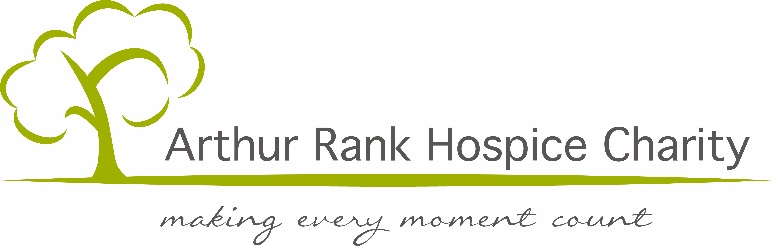 Arthur Rank Hospice Charity
making every moment count